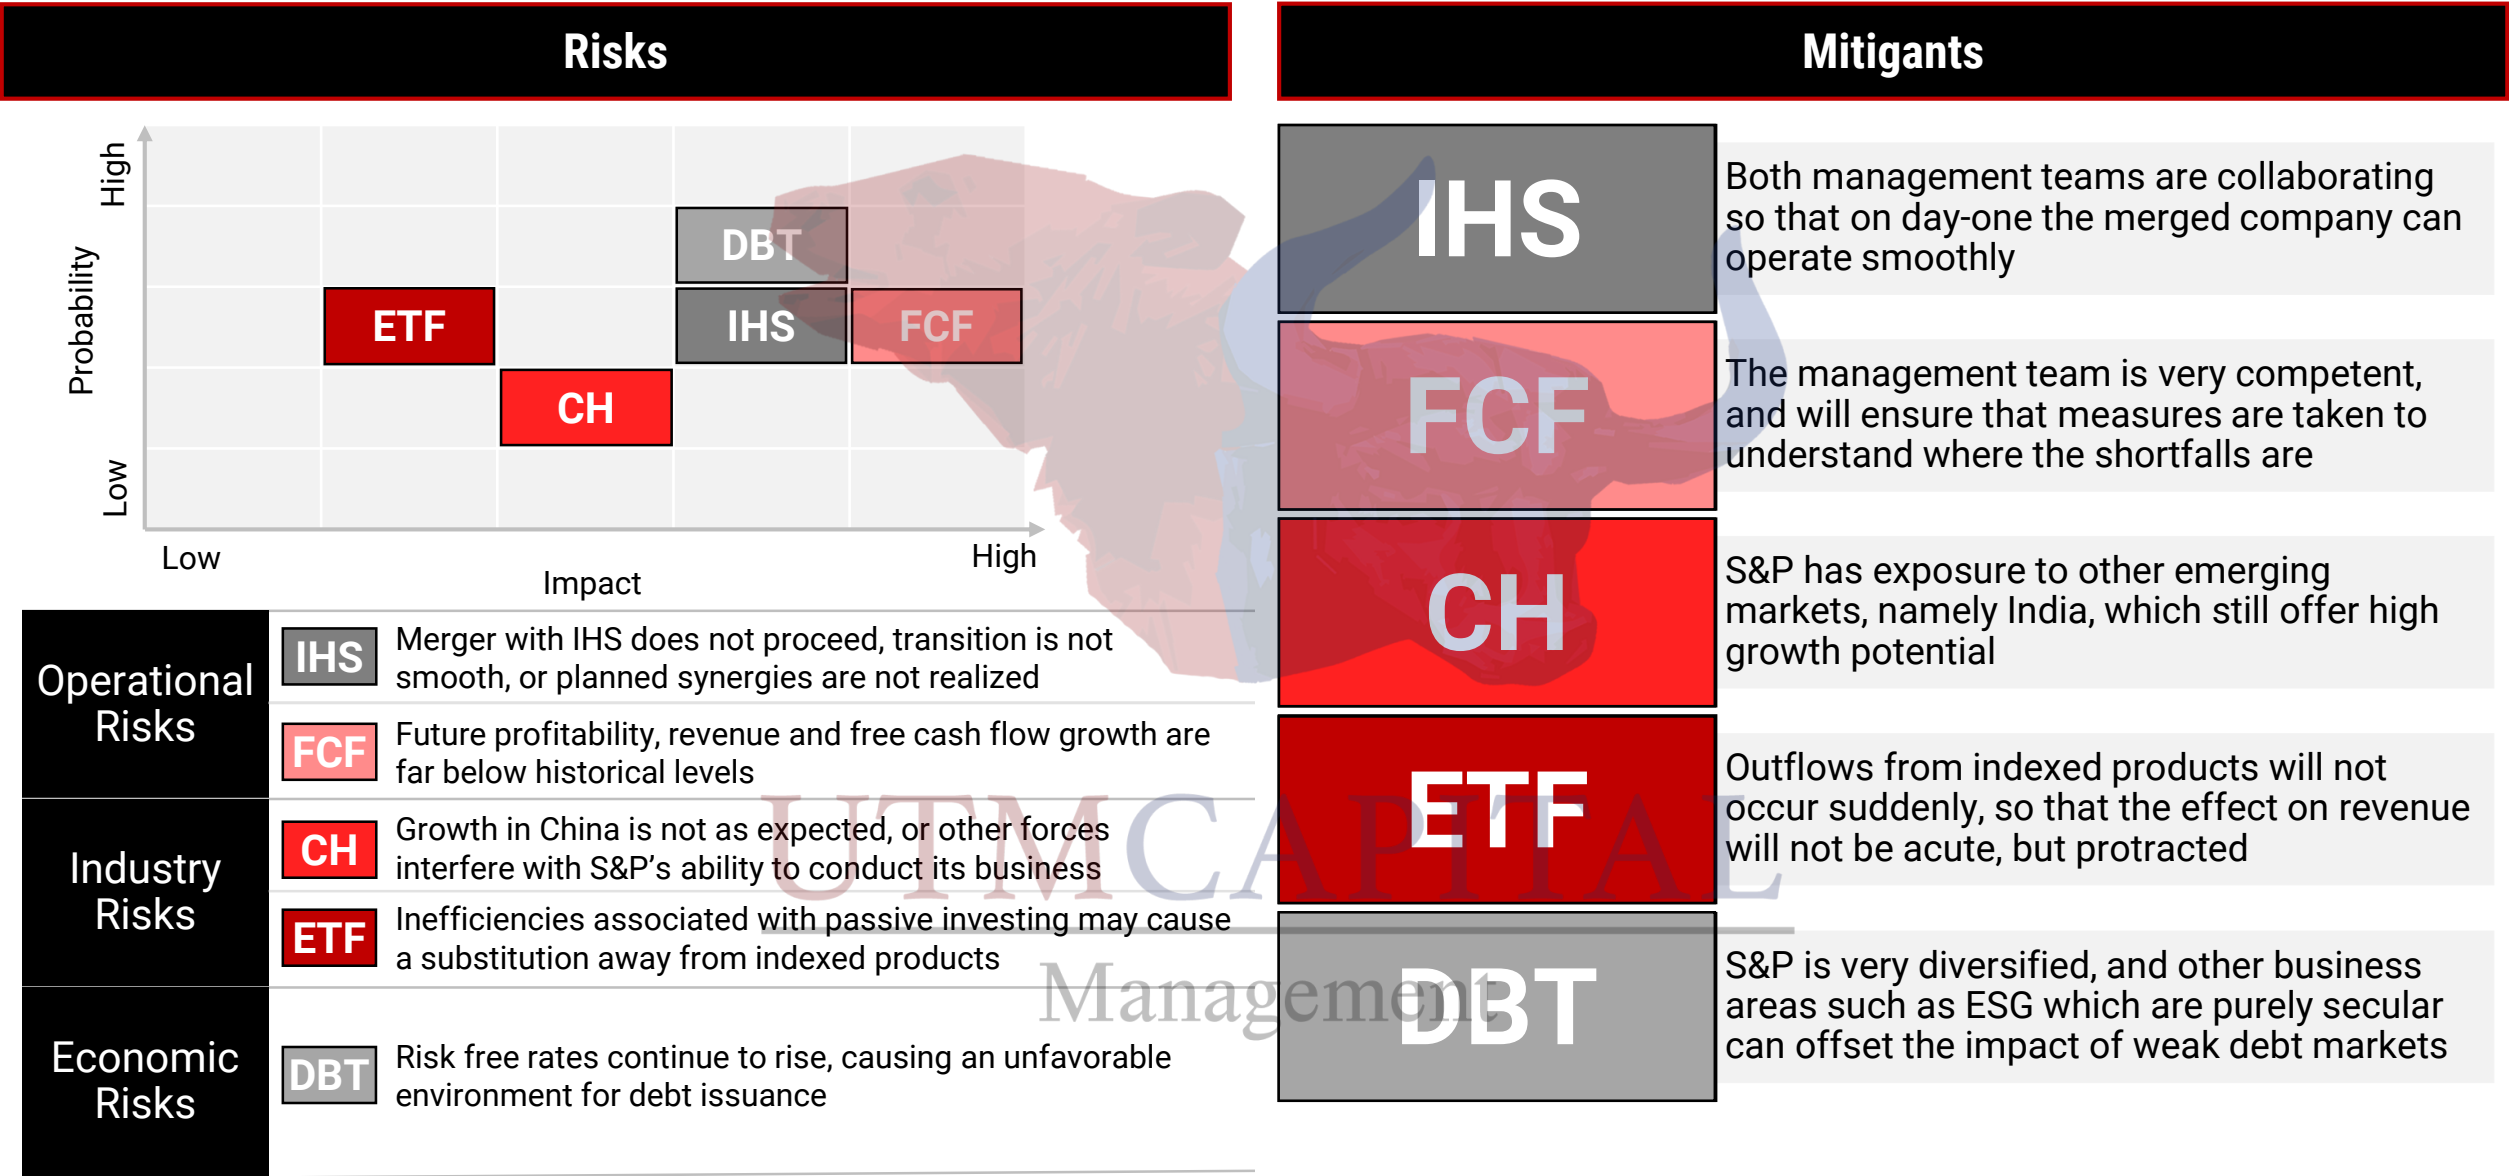 Risks
High
Probability
Low
DBT
ETF
IHS
FCF
CH
Low
High
Impact
Operational
Risks
IHS
Merger with IHS does not proceed, transition is not
smooth, or planned synergies are not realized
FCF
Future profitability, revenue and free cash flow growth are
far below historical levels
Industry
Risks
CH
Growth in China is not as expected, or other forces
interfere with S&P’s ability to conduct its business
ETF
Inefficiencies associated with passive investing may cause
a substitution away from indexed products
Economic
Risks
DBT
Risk free rates continue to rise, causing an unfavorable
environment for debt issuance
Mitigants
IHS
Both management teams are collaborating
so that on day-one the merged company can
operate smoothly
FCF
The management team is very competent,
and will ensure that measures are taken to
understand where the shortfalls are
CH
S&P has exposure to other emerging
markets, namely India, which still offer high
growth potential
ETF
Outflows from indexed products will not
occur suddenly, so that the effect on revenue
will not be acute, but protracted
DBT
S&P is very diversified, and other business
areas such as ESG which are purely secular
can offset the impact of weak debt markets
UTMCAPITAL
Management